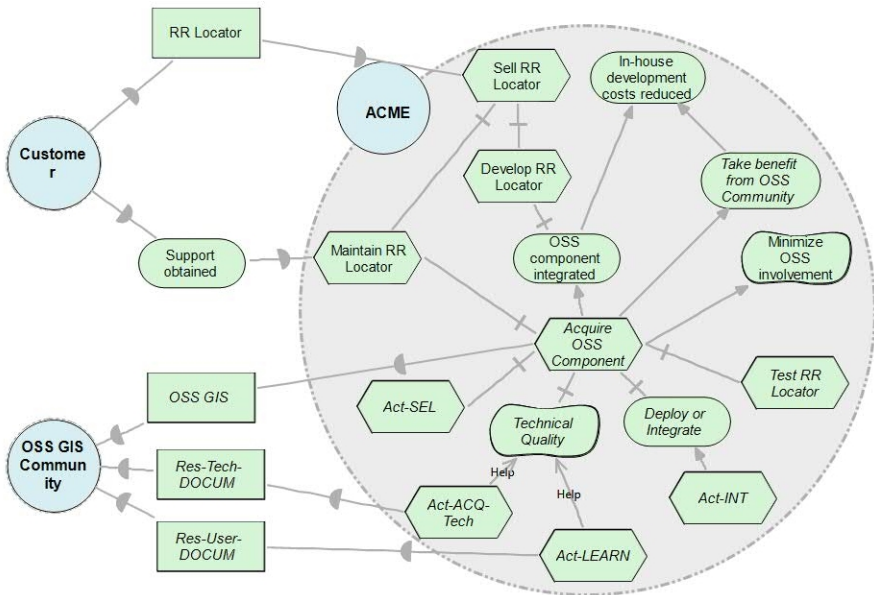 RR Locator
Sell RR
Locator
In-house
development
costs reduced
ACME
Custome
r
Develop RR
Locator
Take benefit
from OSS
Community
Support
obtained
Maintain RR
Locator
OSS
component
integrated
Minimize
OSS
involvement
Acquire
OSS
Component
OSS GIS
Act-SEL
Technical
Quality
Deploy or
Integrate
Test RR
Locator
OSS GIS
Commu
nity
Res-Tech-
DOCUM
Help
Help
Act-ACQ-
Tech
Act-INT
Res-User-
DOCUM
Act-LEARN